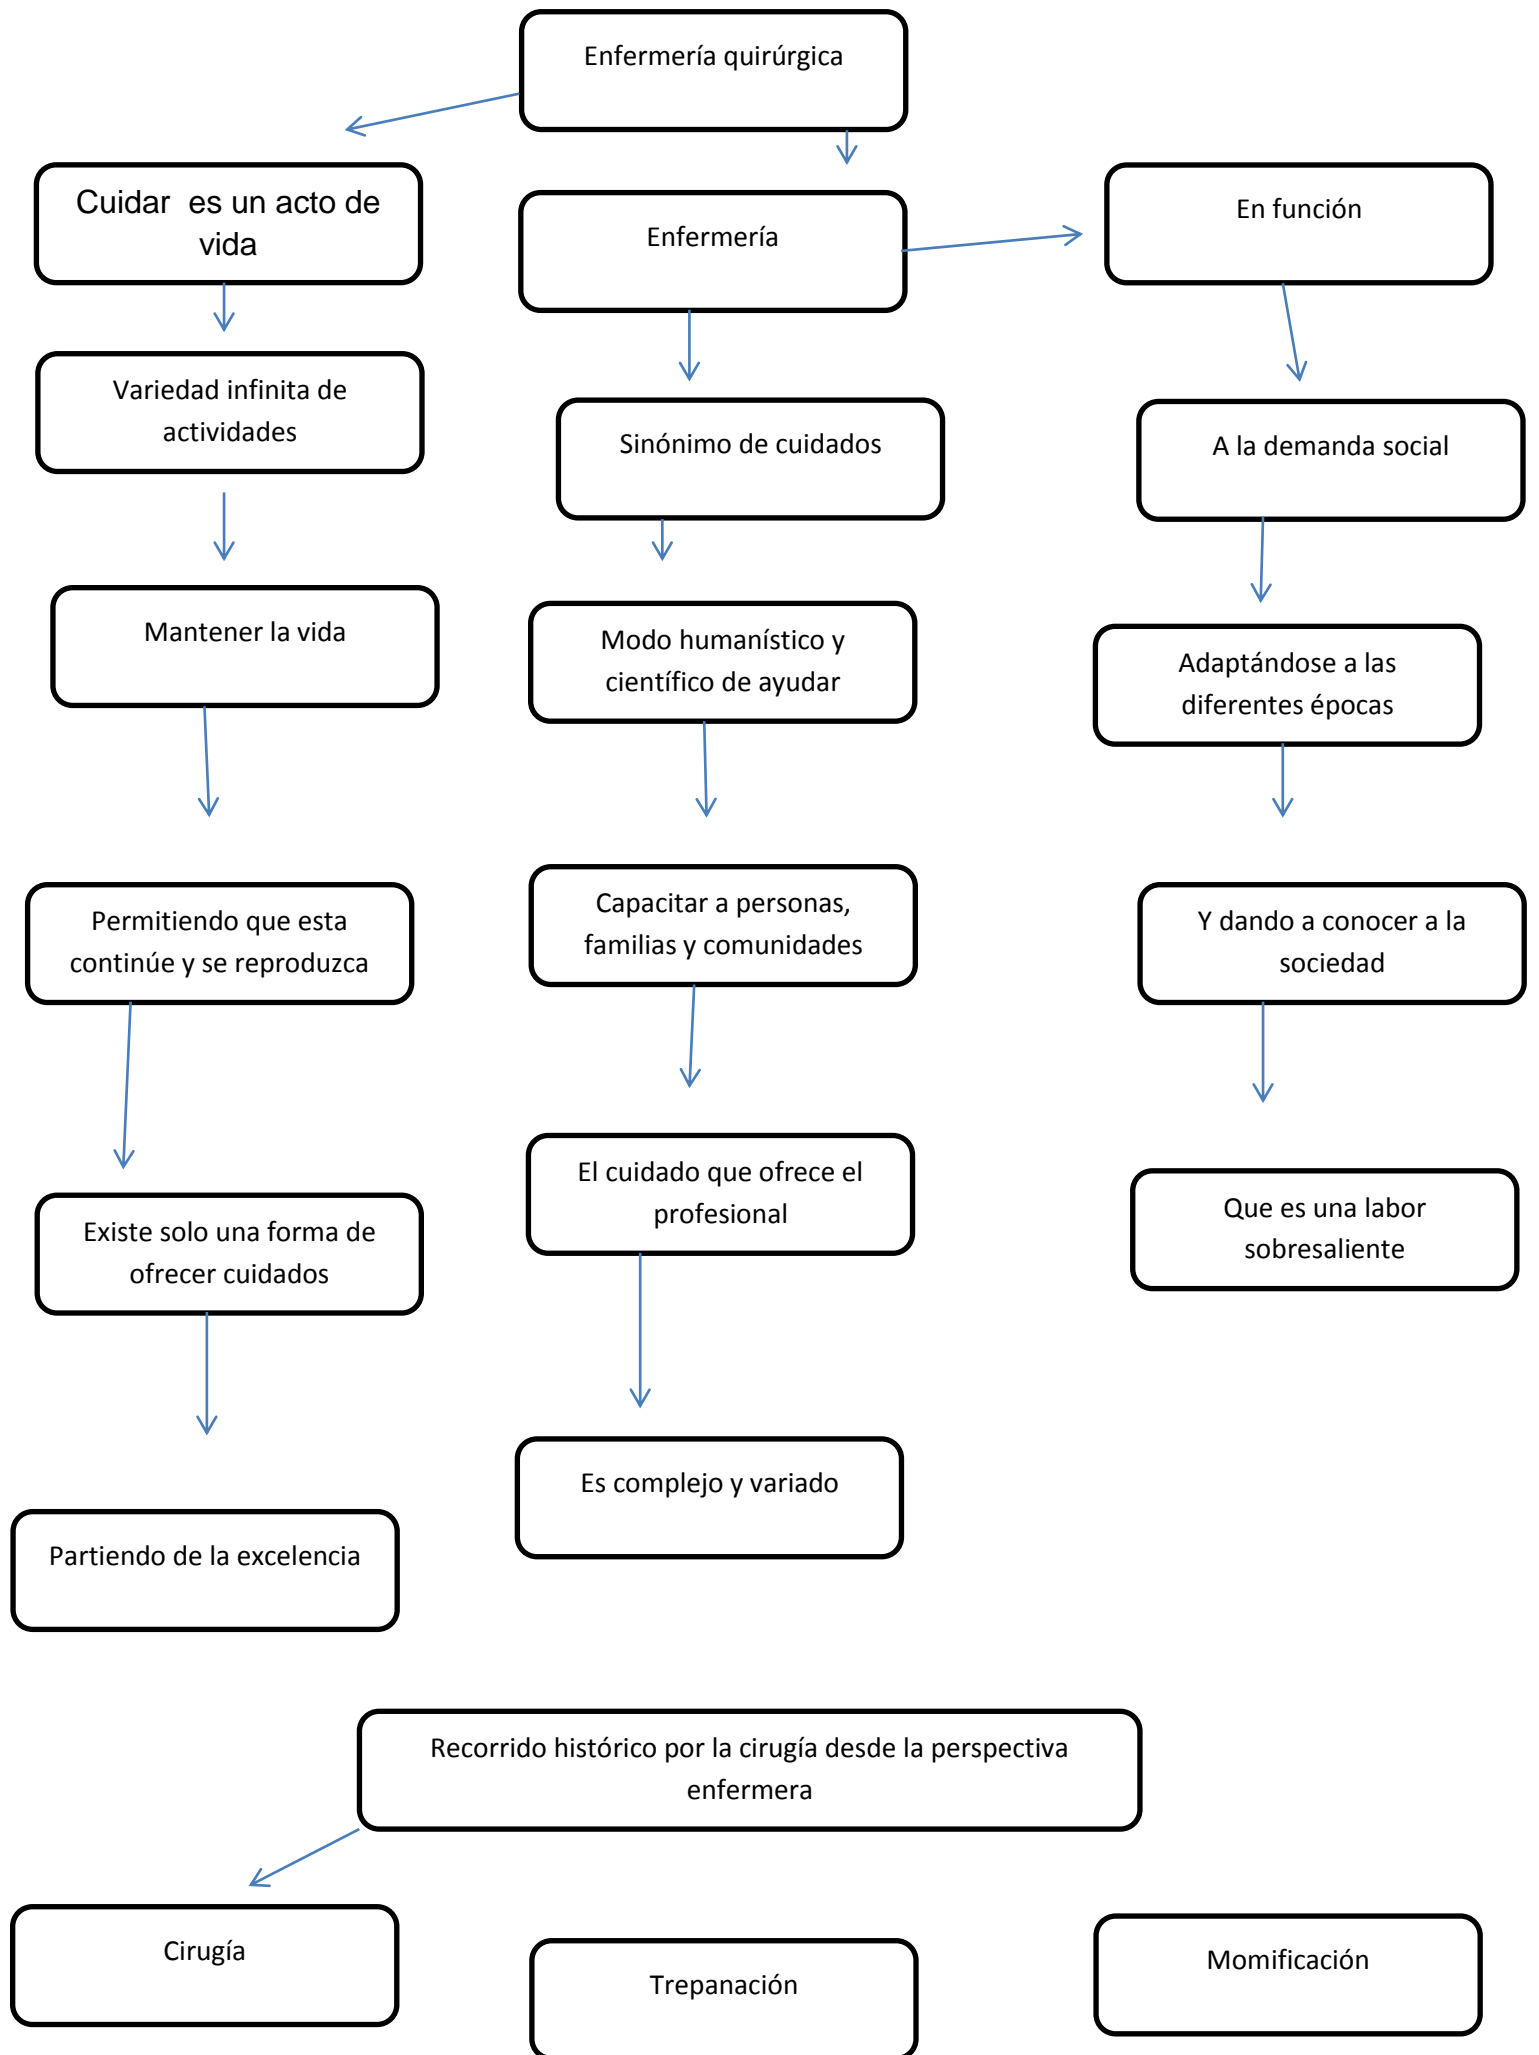 Enfermería quirúrgica
Cuidar es un acto de
vida
Enfermería
En función
Variedad infinita de
actividades
Sinónimo de cuidados
A la demanda social
Mantener la vida
Modo humanístico y
científico de ayudar
Adaptándose a las
diferentes épocas
Permitiendo que esta
continúe y se reproduzca
Capacitar a personas,
familias y comunidades
Y dando a conocer a la
sociedad
Existe solo una forma de
ofrecer cuidados
El cuidado que ofrece el
profesional
Que es una labor
sobresaliente
Partiendo de la excelencia
Es complejo y variado
Recorrido histórico por la cirugía desde la perspectiva
enfermera
Cirugía
Trepanación
Momificación